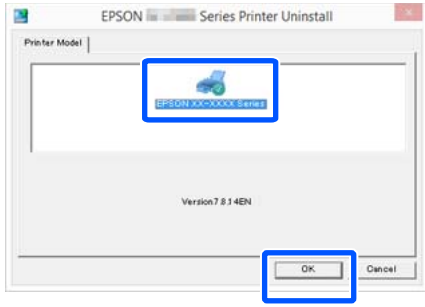 EPSON Series Printer Uninstall
Printer Model
EPSON XX-XXXX Series
Version7.8.14EN
OK Cancel